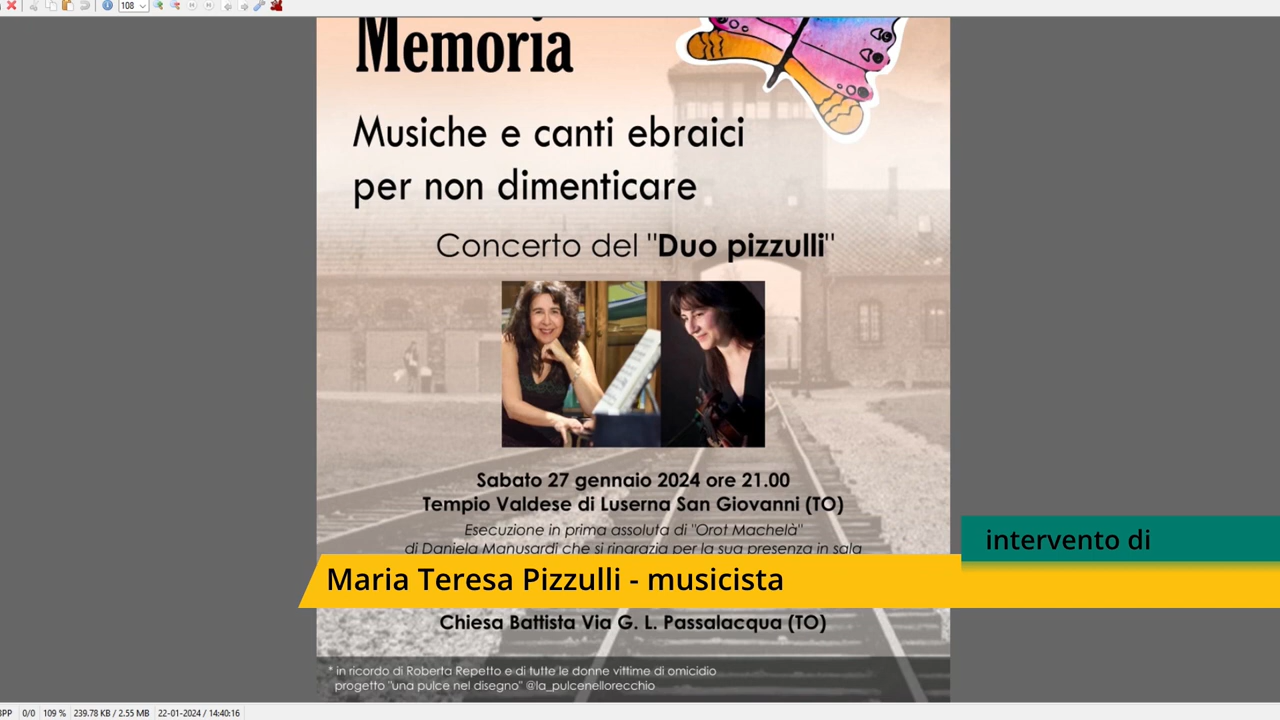 108
Memoria
Musiche e canti ebraici
per non dimenticare
Concerto del "Duo pizzulli"
Sabato 27 gennaio 2024 ore 21.00
Tempio Valdese di Luserna San Giovanni (TO)
Esecuzione in prima assoluta di "Orot Machelà"
di Daniela Manusardi che si ringrazia per la sua presenza in sala
intervento di
Maria Teresa Pizzulli - musicista
Chiesa Battista Via G. L. Passalacqua (TO)
* in ricordo di Roberta Repetto e di tutte le donne vittime di omicidio
progetto "una pulce nel disegno" @la_pulcenellorecchio
BPP 0/0 109 % 239.78 KB / 2.55 MB 22-01-2024 / 14:40:16